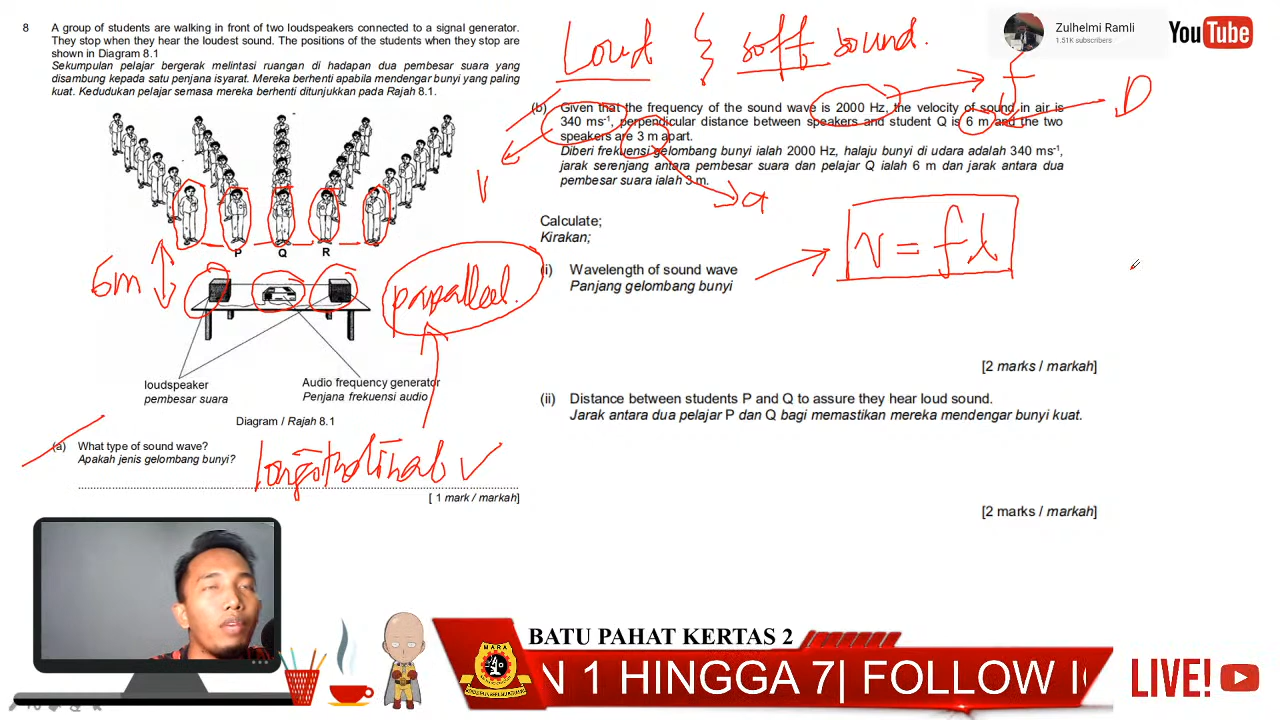 8 A group of students are walking in front of two loudspeakers connected to a signal generator.
They stop when they hear the loudest sound. The positions of the students when they stop are
shown in Diagram 8.1
Sekumpulan pelajar bergerak melintasi ruangan di hadapan dua pembesar suara yang
disambung kepada satu penjana isyarat. Mereka berhenti apabila mendengar bunyi yang paling
kuat. Kedudukan pelajar semasa mereka berhenti ditunjukkan pada Rajah 8.1.
P Q R
6m
parallel.
loudspeaker
pembesar suara
Audio frequency generator
Penjana frekuensi audio
Diagram / Rajah 8.1
(a) What type of sound wave?
Apakah jenis gelombang bunyi?
longitudinal ✓
[ 1 mark / markah]
Loud & soft sound.
Zulhelmi Ramli
1.51K subscribers
YouTube
f
D
(b) Given that the frequency of the sound wave is 2000 Hz, the velocity of sound in air is
340 ms⁻¹, perpendicular distance between speakers and student Q is 6 m and the two
speakers are 3 m apart.
Diberi frekuensi gelombang bunyi ialah 2000 Hz, halaju bunyi di udara adalah 340 ms⁻¹,
jarak serenjang antara pembesar suara dan pelajar Q ialah 6 m dan jarak antara dua
pembesar suara ialah 3 m.
V
a
Calculate;
Kirakan;
v = fλ
(i) Wavelength of sound wave
Panjang gelombang bunyi
[2 marks / markah]
(ii) Distance between students P and Q to assure they hear loud sound.
Jarak antara dua pelajar P dan Q bagi memastikan mereka mendengar bunyi kuat.
[2 marks / markah]
BATU PAHAT KERTAS 2
MARA
N 1 HINGGA 7| FOLLOW I
LIVE!